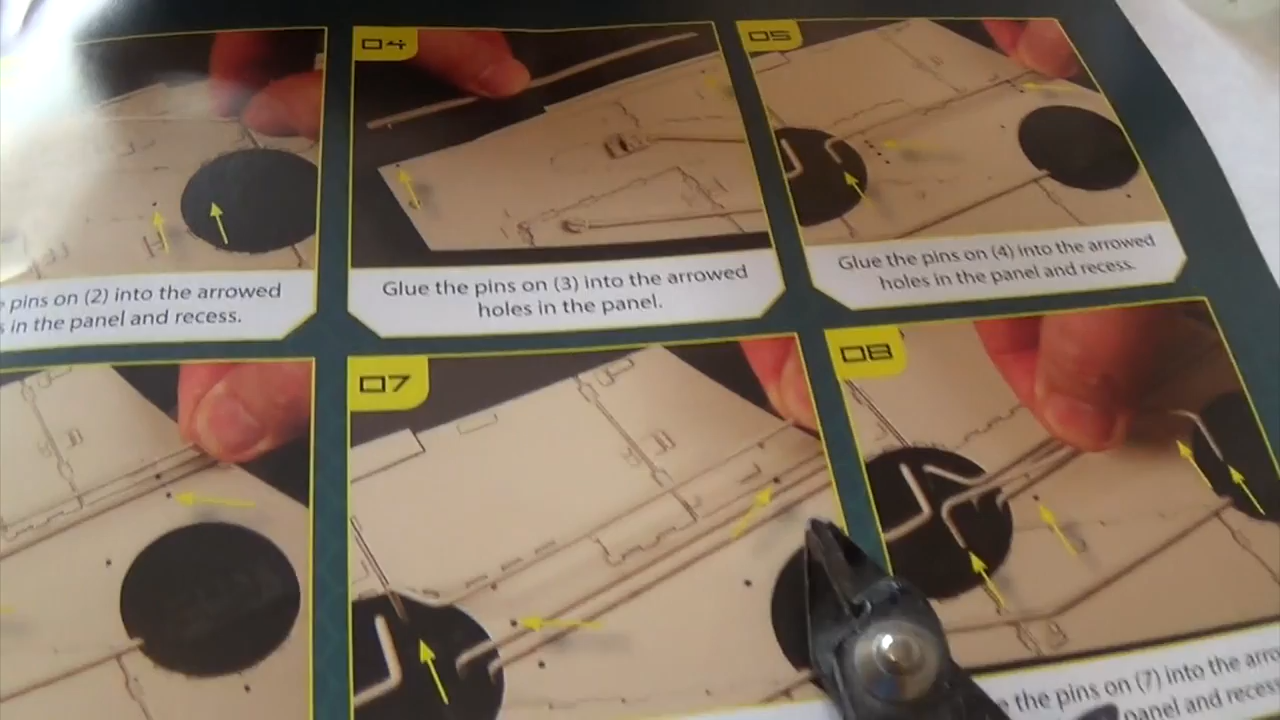 04
05
pins on (2) into the arrowed
in the panel and recess.
Glue the pins on (3) into the arrowed
holes in the panel.
Glue the pins on (4) into the arrowed
holes in the panel and recess.
07
08
the pins on (7) into the
panel and recess